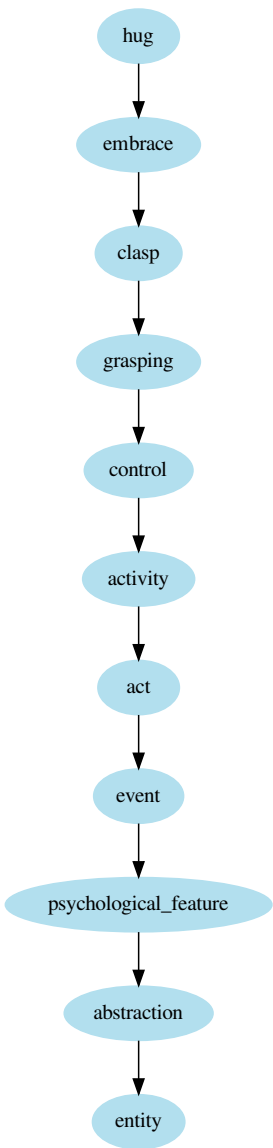 hug
embrace
clasp
grasping
control
activity
act
event
psychological_feature
abstraction
entity